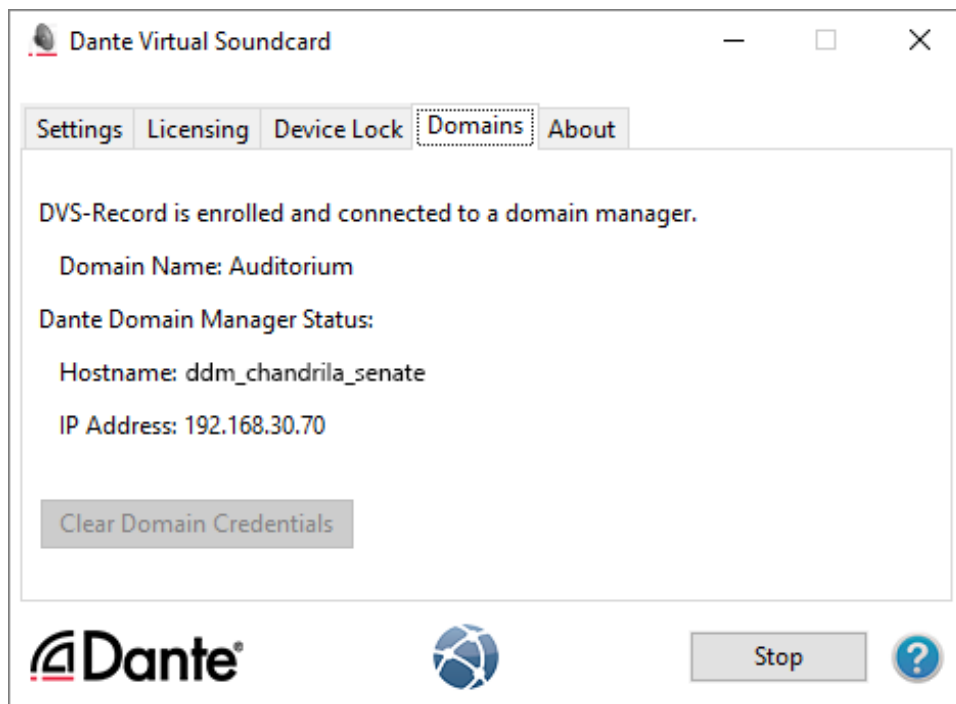 Dante Virtual Soundcard
Settings Licensing Device Lock Domains About
DVS-Record is enrolled and connected to a domain manager.
Domain Name: Auditorium
Dante Domain Manager Status:
Hostname: ddm_chandrila_senate
IP Address: 192.168.30.70
Clear Domain Credentials
Dante® Stop ?